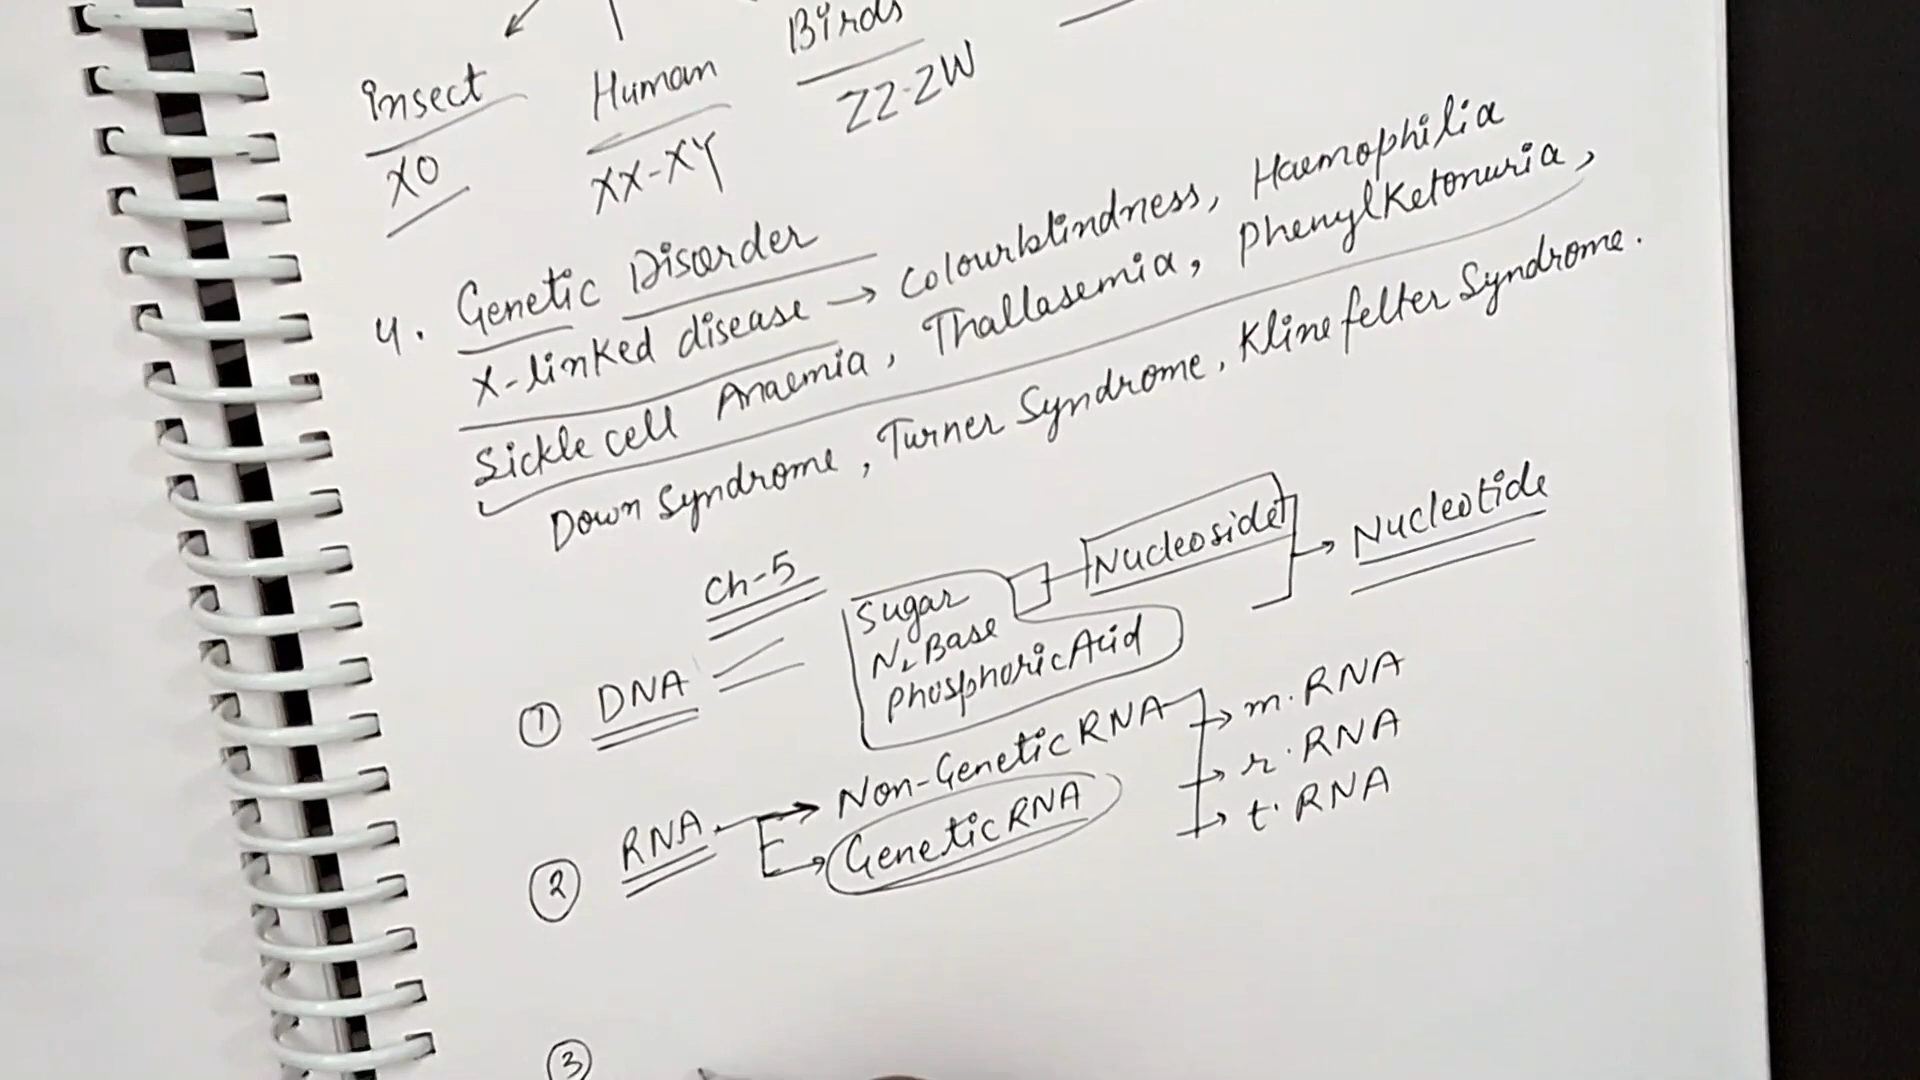 Insect Human Birds
XO XX-XY ZZ-ZW
4. Genetic Disorder
X-linked disease → Colourblindness, Haemophilia
Sickle cell Anaemia, Thallasemia, PhenylKetonuria,
Down Syndrome, Turner Syndrome, Klinefelter Syndrome.
Ch-5
① DNA
Sugar
N2 Base
Phosphoric Acid
Nucleoside → Nucleotide
② RNA → Non-Genetic RNA → m.RNA
→ r.RNA
→ t.RNA
→ Genetic RNA
③